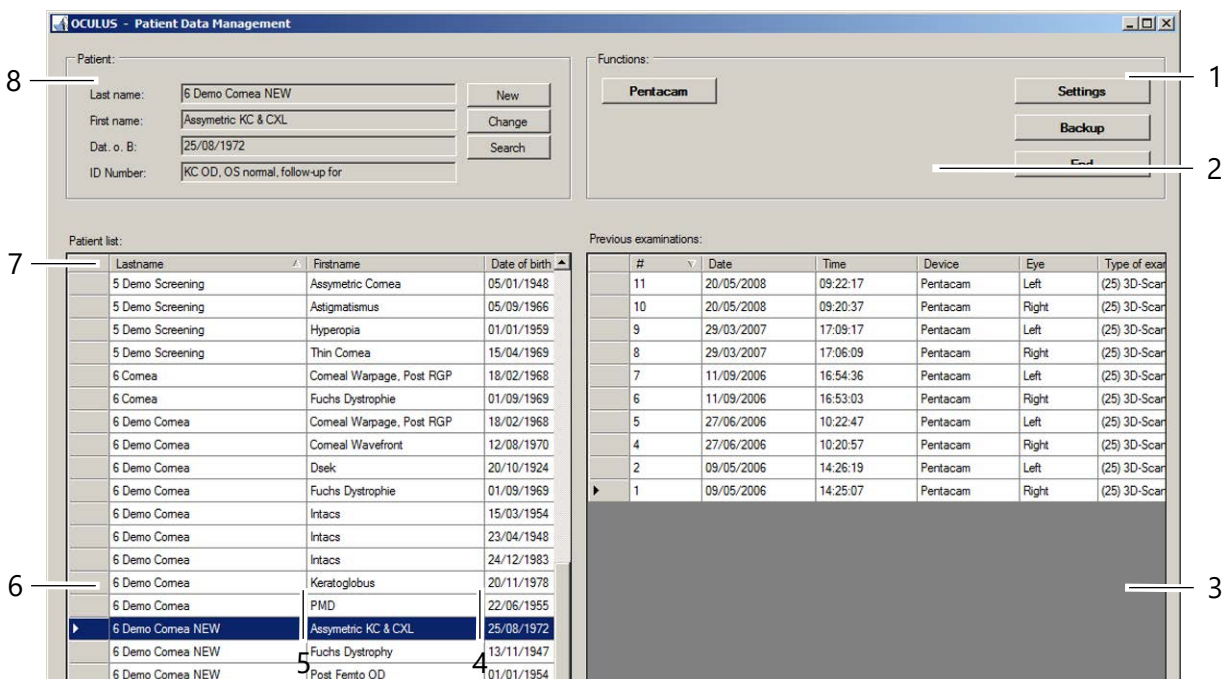 OCULUS - Patient Data Management
Patient:
8
Last name: 6 Demo Cornea NEW New
First name: Assymetric KC & CXL Change
Dat. o. B: 25/08/1972 Search
ID Number: KC OD, OS normal, follow-up for
Functions:
Pentacam Settings
1
Backup
End
2
Patient list:
7
Lastname Firstname Date of birth
5 Demo Screening Assymetric Cornea 05/01/1948
5 Demo Screening Astigmatismus 05/09/1966
5 Demo Screening Hyperopia 01/01/1959
5 Demo Screening Thin Cornea 15/04/1969
6 Cornea Corneal Warpage, Post RGP 18/02/1968
6 Cornea Fuchs Dystrophie 01/09/1969
6 Demo Cornea Corneal Warpage, Post RGP 18/02/1968
6 Demo Cornea Corneal Wavefront 12/08/1970
6 Demo Cornea Dsek 20/10/1924
6 Demo Cornea Fuchs Dystrophie 01/09/1969
6 Demo Cornea Intacs 15/03/1954
6 Demo Cornea Intacs 23/04/1948
6 Demo Cornea Intacs 24/12/1983
6 Demo Cornea Keratoglobus 20/11/1978
6
6 Demo Cornea PMD 22/06/1955
6 Demo Cornea NEW Assymetric KC & CXL 25/08/1972
6 Demo Cornea NEW Fuchs Dystrophy 13/11/1947
5 4
6 Demo Cornea NEW Post Femto OD 01/01/1954
Previous examinations:
# Date Time Device Eye Type of exar
11 20/05/2008 09:22:17 Pentacam Left (25) 3D-Scar
10 20/05/2008 09:20:37 Pentacam Right (25) 3D-Scar
9 29/03/2007 17:09:17 Pentacam Left (25) 3D-Scar
8 29/03/2007 17:06:09 Pentacam Right (25) 3D-Scar
7 11/09/2006 16:54:36 Pentacam Left (25) 3D-Scar
6 11/09/2006 16:53:03 Pentacam Right (25) 3D-Scar
5 27/06/2006 10:22:47 Pentacam Left (25) 3D-Scar
4 27/06/2006 10:20:57 Pentacam Right (25) 3D-Scar
2 09/05/2006 14:26:19 Pentacam Left (25) 3D-Scar
1 09/05/2006 14:25:07 Pentacam Right (25) 3D-Scar
3